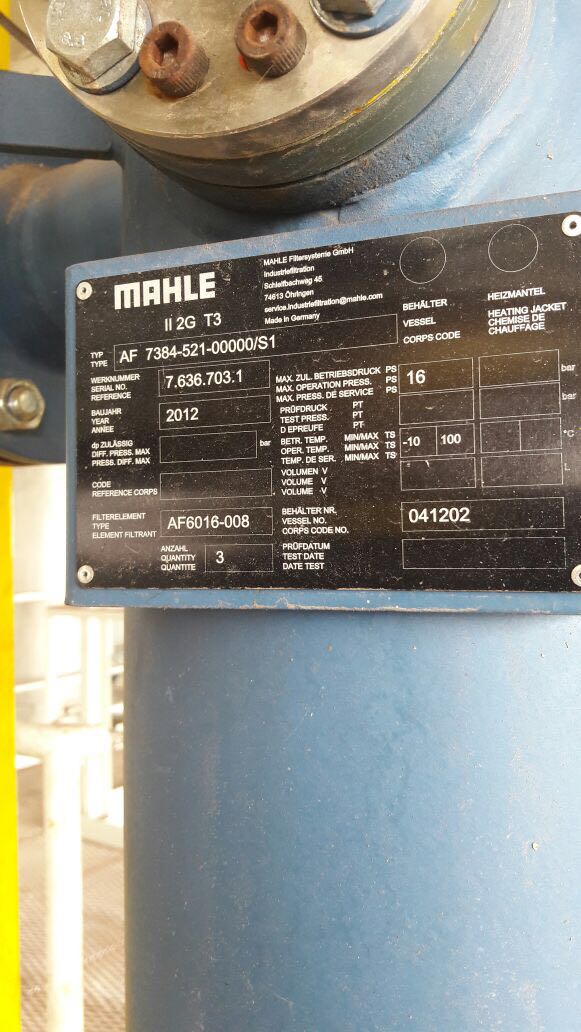 MAHLE
II 2G T3
MAHLE Filtersysteme GmbH
Industriefiltration
Schleifbachweg 45
74613 Öhringen
service.industriefiltration@mahle.com
Made in Germany
BEHÄLTER
VESSEL
CORPS CODE
HEIZMANTEL
HEATING JACKET
CHEMISE DE
CHAUFFAGE
TYP
TYPE
AF 7384-521-00000/S1
WERKNUMMER
SERIAL NO.
REFERENCE
7.636.703.1
BAUJAHR
YEAR
ANNEE
2012
dp ZULÄSSIG
DIFF. PRESS. MAX
PRESS. DIFF. MAX
bar
CODE
REFERENCE CORPS
FILTERELEMENT
TYPE
ELEMENT FILTRANT
AF6016-008
ANZAHL
QUANTITY
QUANTITE
3
MAX. ZUL. BETRIEBSDRUCK PS
MAX. OPERATION PRESS. PS
MAX. PRESS. DE SERVICE PS
16
bar
PRÜFDRUCK PT
TEST PRESS. PT
D EPREUFE PT
bar
BETR. TEMP. MIN/MAX TS
OPER. TEMP. MIN/MAX TS
TEMP. DE SER. MIN/MAX TS
-10 100
°C
VOLUMEN V
VOLUME V
VOLUME V
L
BEHÄLTER NR.
VESSEL NO.
CORPS CODE NO.
041202
PRÜFDATUM
TEST DATE
DATE TEST